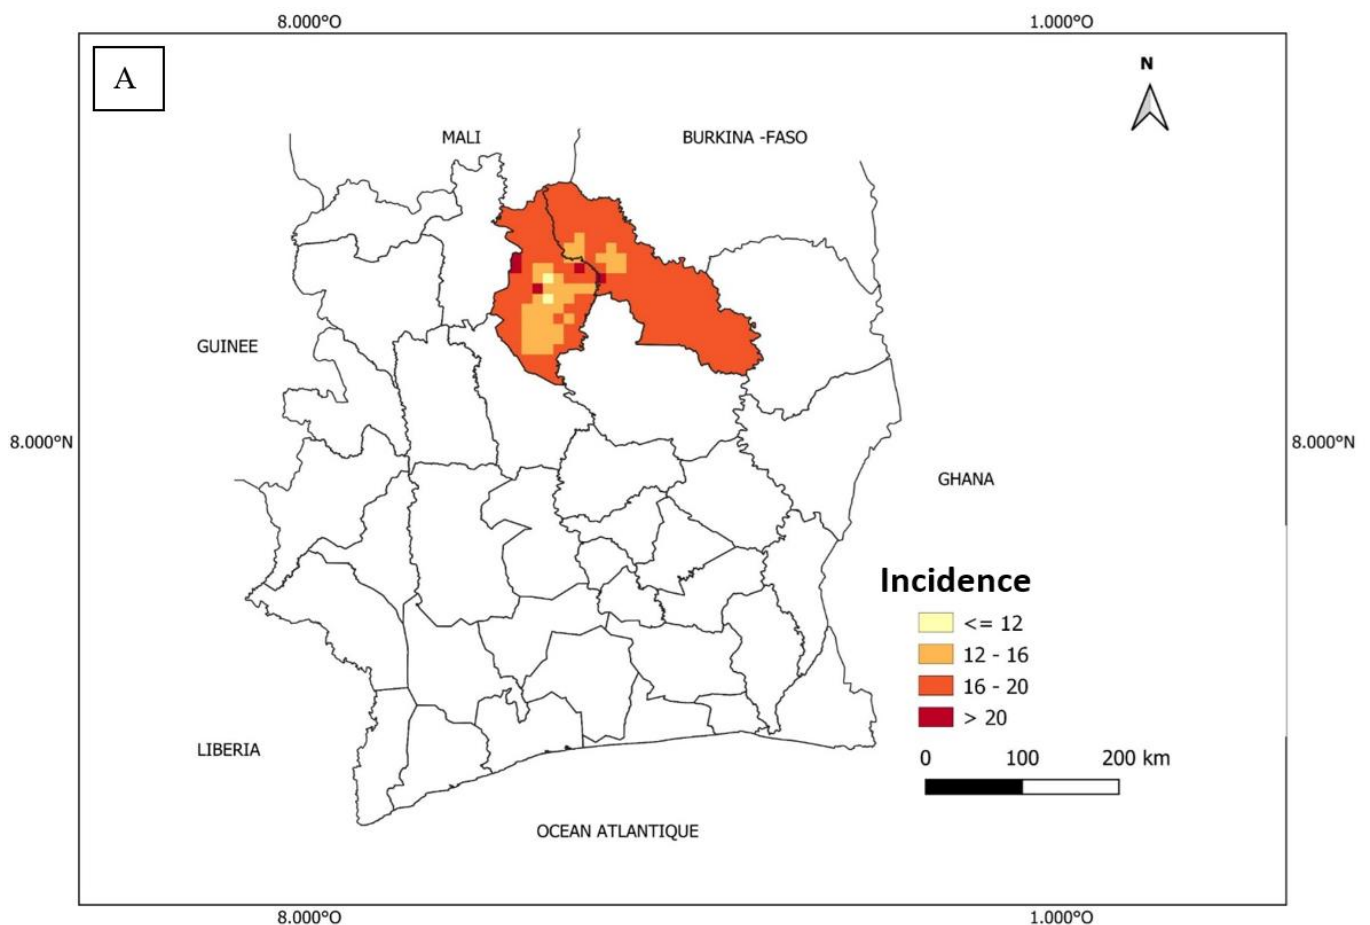 8.000°O 1.000°O
A
N
MALI BURKINA -FASO
GUINEE
8.000°N 8.000°N
GHANA
Incidence
<= 12
12 - 16
16 - 20
> 20
LIBERIA
0 100 200 km
OCEAN ATLANTIQUE
8.000°O 1.000°O